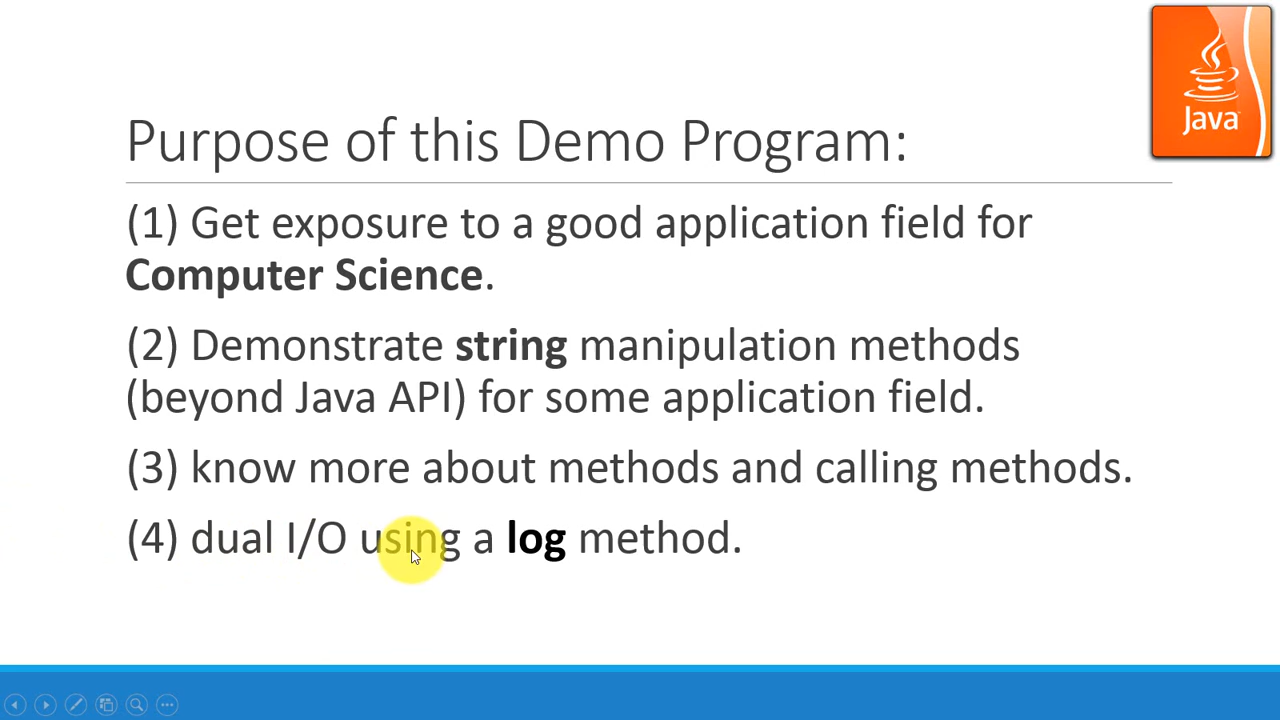 Java
Purpose of this Demo Program:
(1) Get exposure to a good application field for
Computer Science.
(2) Demonstrate string manipulation methods
(beyond Java API) for some application field.
(3) know more about methods and calling methods.
(4) dual I/O using a log method.